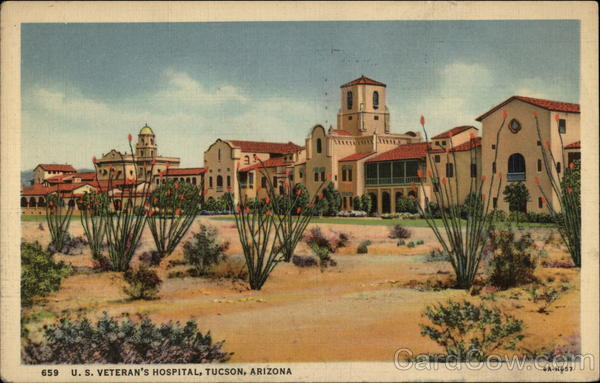 659 U. S. VETERAN'S HOSPITAL, TUCSON, ARIZONA
CardCow.com